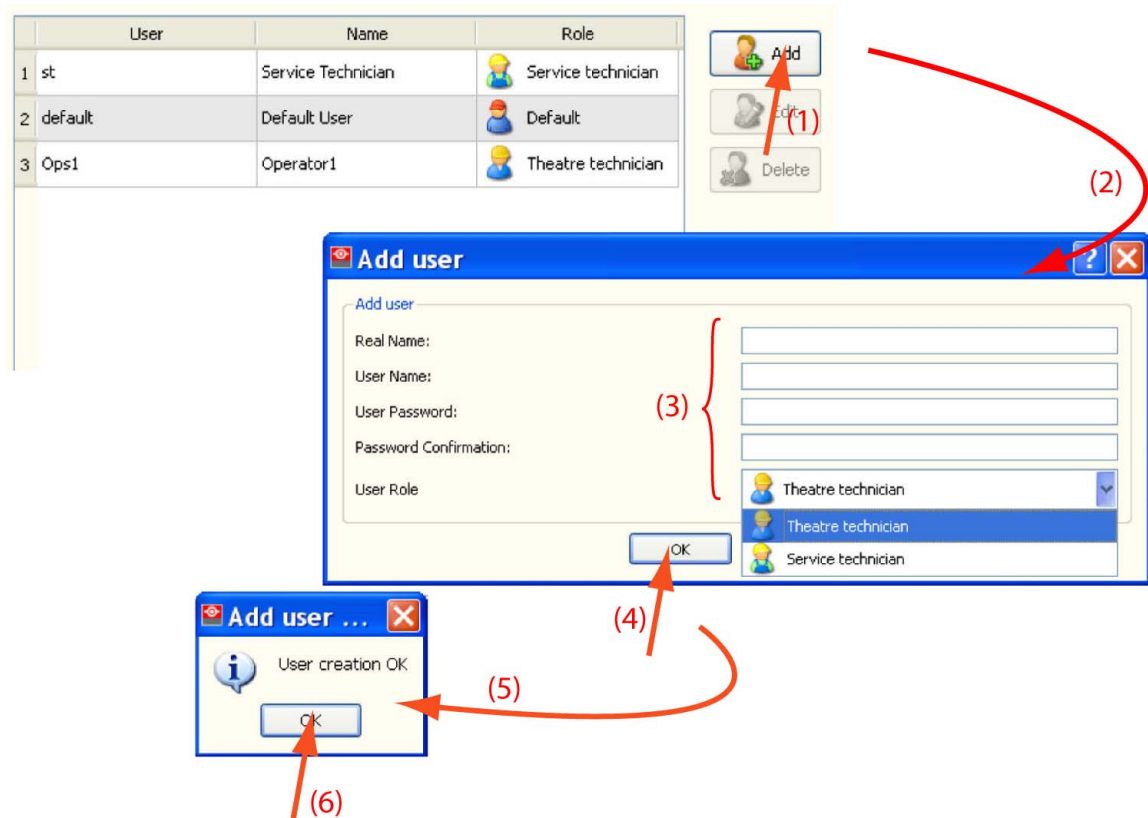 User Name Role
1 st Service Technician Service technician
2 default Default User Default
3 Ops1 Operator1 Theatre technician
Add
Edit
(1)
Delete
(2)
Add user
Add user
Real Name:
User Name:
User Password:
(3)
Password Confirmation:
User Role Theatre technician
Theatre technician
Service technician
OK
(4)
Add user ...
User creation OK
OK
(5)
(6)